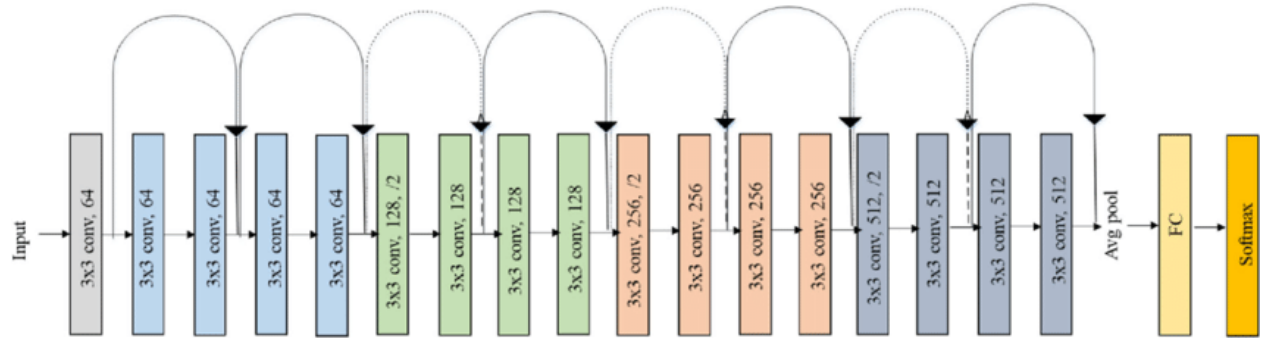 Input
3x3 conv, 64
3x3 conv, 64
3x3 conv, 64
3x3 conv, 64
3x3 conv, 64
3x3 conv, 128, /2
3x3 conv, 128
3x3 conv, 128
3x3 conv, 128
3x3 conv, 256, /2
3x3 conv, 256
3x3 conv, 256
3x3 conv, 256
3x3 conv, 512, /2
3x3 conv, 512
3x3 conv, 512
3x3 conv, 512
Avg pool
FC
Softmax